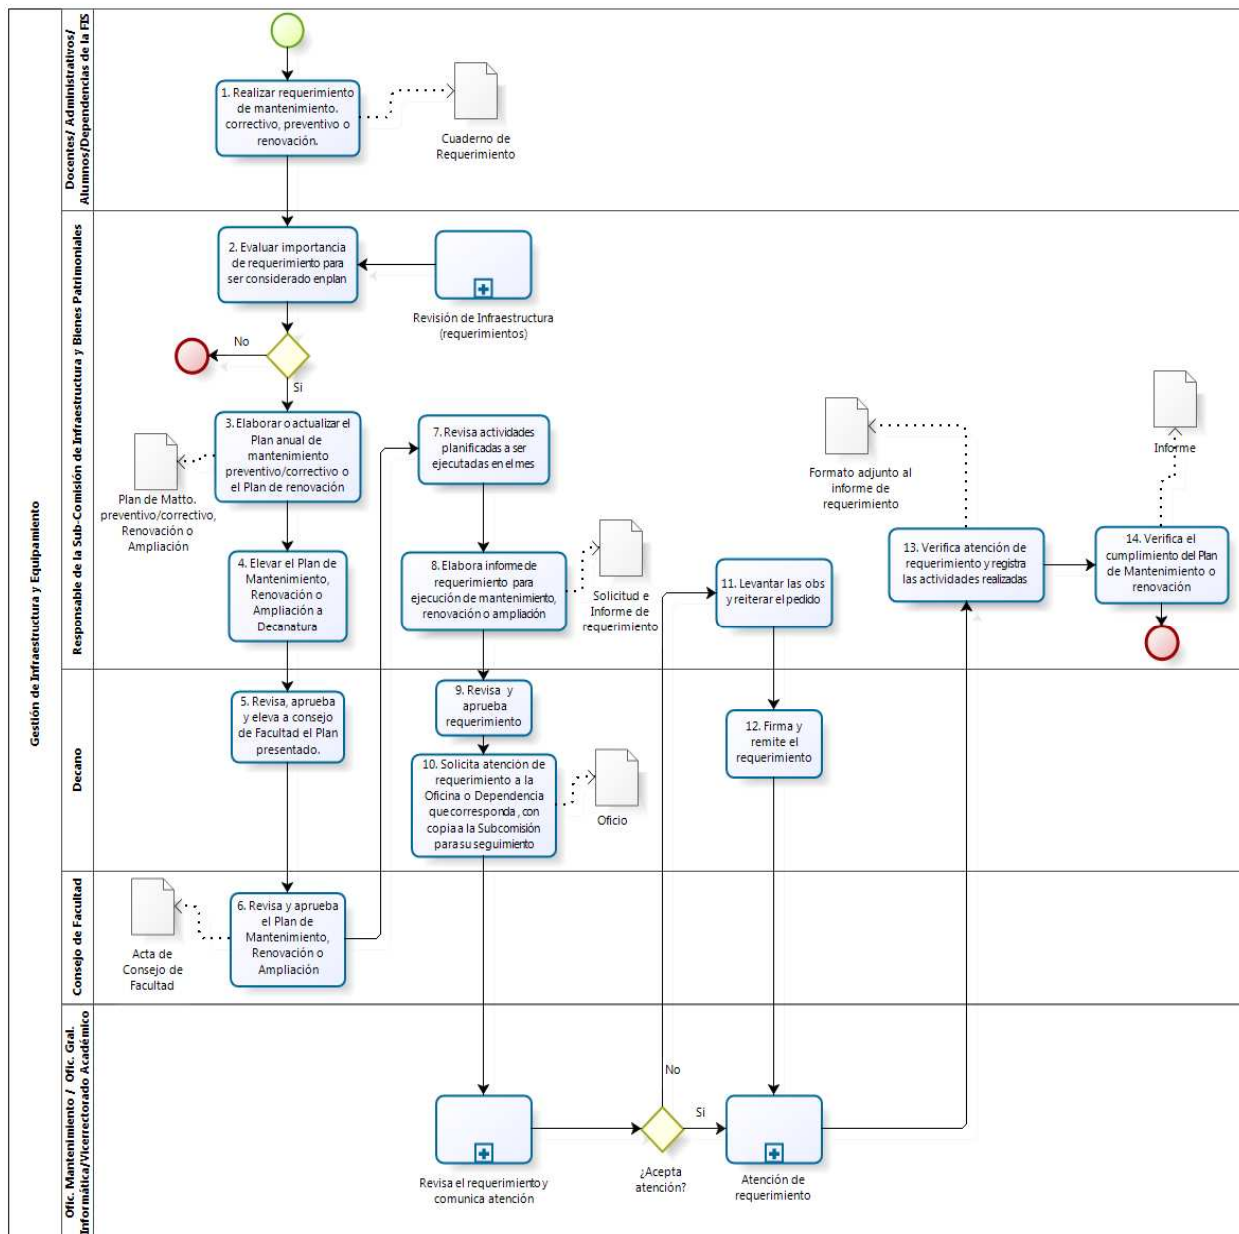 Gestión de Infraestructura y Equipamiento
Docentes/ Administrativos/
Alumnos/Dependencias de la FIS
1. Realizar requerimiento
de mantenimiento.
correctivo, preventivo o
renovación.
Cuaderno de
Requerimiento
Responsable de la Sub-Comisión de Infraestructura y Bienes Patrimoniales
2. Evaluar importancia
de requerimiento para
ser considerado en plan
Revisión de Infraestructura
(requerimientos)
No
Si
3. Elaborar o actualizar el
Plan anual de
mantenimiento
preventivo/correctivo o
el Plan de renovación
Plan de Matto.
preventivo/correctivo,
Renovación o
Ampliación
4. Elevar el Plan de
Mantenimiento,
Renovación o
Ampliación a
Decanatura
7. Revisa actividades
planificadas a ser
ejecutadas en el mes
8. Elabora informe de
requerimiento para
ejecución de mantenimiento,
renovación o ampliación
Solicitud e
Informe de
requerimiento
11. Levantar las obs
y reiterar el pedido
Formato adjunto al
informe de
requerimiento
13. Verifica atención de
requerimiento y registra
las actividades realizadas
Informe
14. Verifica el
cumplimiento del Plan
de Mantenimiento o
renovación
Decano
5. Revisa, aprueba
y eleva a consejo
de Facultad el Plan
presentado.
9. Revisa y
aprueba
requerimiento
10. Solicita atención de
requerimiento a la
Oficina o Dependencia
que corresponda, con
copia a la Subcomisión
para su seguimiento
Oficio
12. Firma y
remite el
requerimiento
Consejo de Facultad
Acta de
Consejo de
Facultad
6. Revisa y aprueba
el Plan de
Mantenimiento,
Renovación o
Ampliación
Ofic. Mantenimiento / Ofic. Gral.
Informática/Vicerrectorado Académico
Revisa el requerimiento y
comunica atención
No
Si
¿Acepta
atención?
Atención de
requerimiento